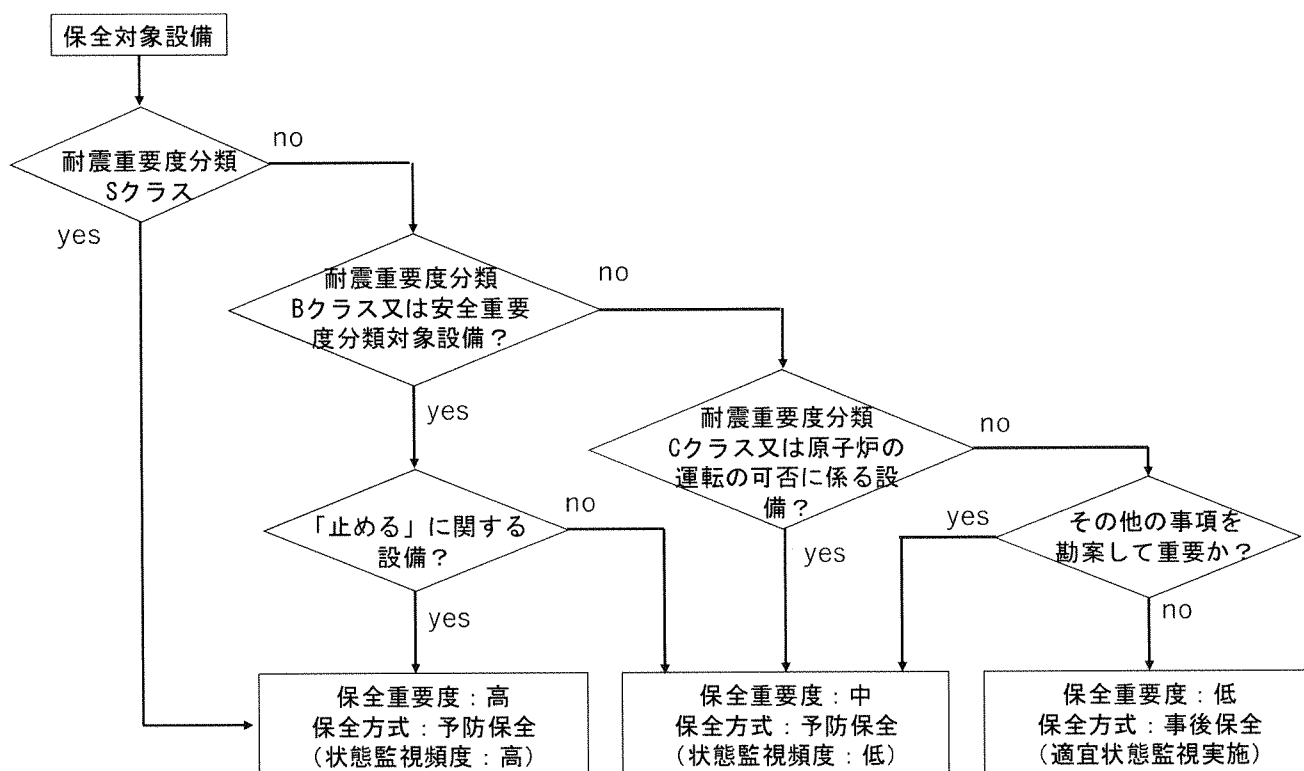 保全対象設備
no
耐震重要度分類
Sクラス
yes
耐震重要度分類
Bクラス又は安全重要
度分類対象設備?
no
yes
耐震重要度分類
Cクラス又は原子炉の
運転の可否に係る設
備?
no
yes
「止める」に関する
設備?
no
yes
その他の事項を
勘案して重要か?
yes
no
保全重要度:高
保全方式:予防保全
(状態監視頻度:高)
保全重要度:中
保全方式:予防保全
(状態監視頻度:低)
保全重要度:低
保全方式:事後保全
(適宜状態監視実施)